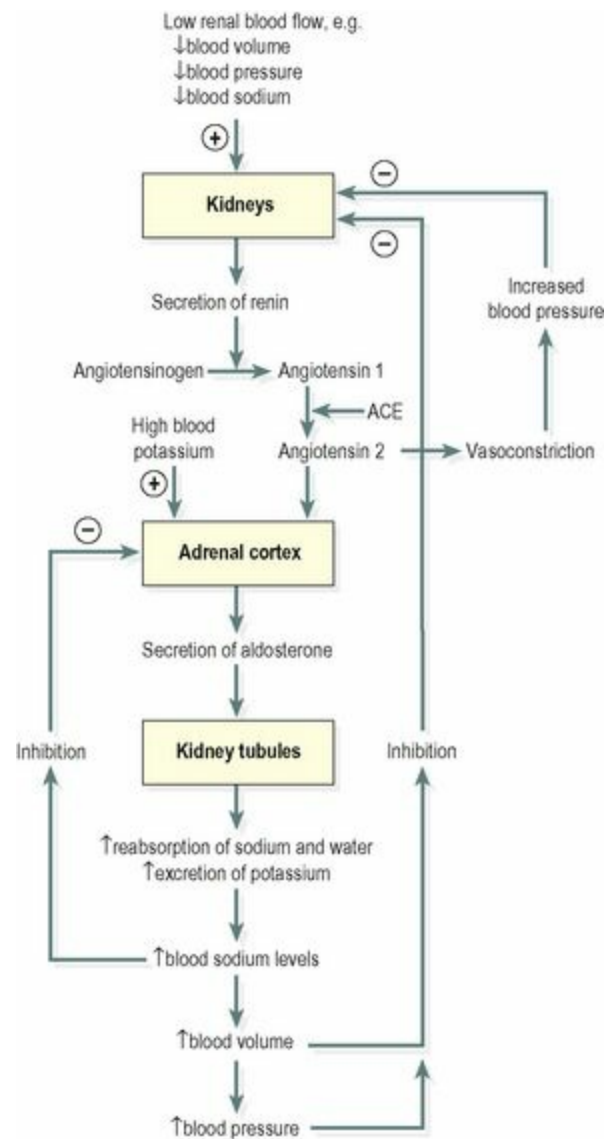 Low renal blood flow, e.g.
↓blood volume
↓blood pressure
↓blood sodium
+
−
Kidneys
−
Increased
blood pressure
Secretion of renin
Angiotensinogen
Angiotensin 1
ACE
High blood
potassium
Angiotensin 2
Vasoconstriction
+
−
Adrenal cortex
Secretion of aldosterone
Kidney tubules
Inhibition
Inhibition
↑reabsorption of sodium and water
↑excretion of potassium
↑blood sodium levels
↑blood volume
↑blood pressure